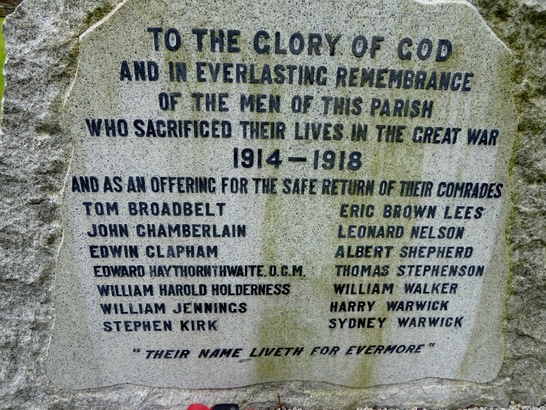 TO THE GLORY OF GOD
AND IN EVERLASTING REMEMBRANCE
OF THE MEN OF THIS PARISH
WHO SACRIFICED THEIR LIVES IN THE GREAT WAR
1914-1918
AND AS AN OFFERING FOR THE SAFE RETURN OF THEIR COMRADES
TOM BROADBELT
JOHN CHAMBERLAIN
EDWIN CLAPHAM
EDWARD HAYTHORNTHWAITE, D.C.M.
WILLIAM HAROLD HOLDERNESS
WILLIAM JENNINGS
STEPHEN KIRK
ERIC BROWN LEES
LEONARD NELSON
ALBERT SHEPHERD
THOMAS STEPHENSON
WILLIAM WALKER
HARRY WARWICK
SYDNEY WARWICK
"THEIR NAME LIVETH FOR EVERMORE"